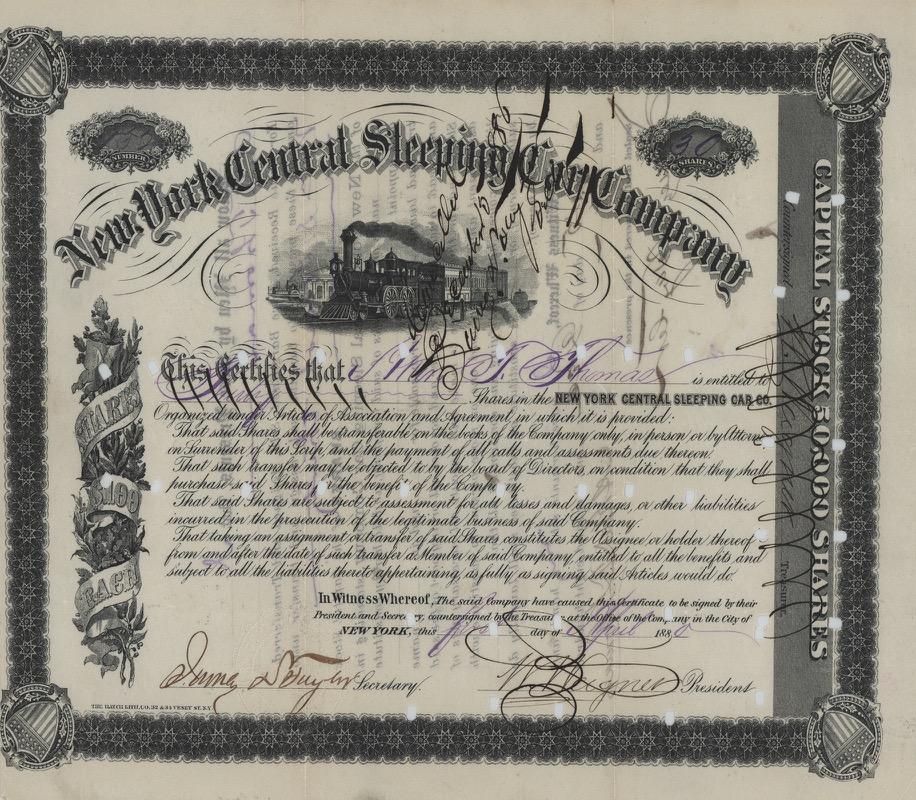 NUMBER
30
SHARES
New York Central Sleeping Car Company
This Certifies that Wm. T. Thomas is entitled to
Shares in the NEW YORK CENTRAL SLEEPING CAR CO.
Organized under Articles of Association and Agreement, in which it is provided:
That said Shares shall be transferable on the books of the Company only, in person or by Attorney
on Surrender of this Scrip and the payment of all calls and assessments due thereon.
That such transfer may be objected to by the board of Directors, on condition that they shall
purchase said Shares for the benefit of the Company.
That said Shares are subject to assessment for all losses and damages, or other liabilities
incurred in the prosecution of the legitimate business of said Company.
That taking an assignment or transfer of said Shares constitutes the Assignee or holder thereof
from and after the date of such transfer a Member of said Company, entitled to all the benefits and
subject to all the liabilities thereto appertaining, as fully as signing said Articles would do.
In Witness Whereof, The said Company have caused this Certificate to be signed by their
President and Secretary, countersigned by the Treasurer at the Office of the Company in the City of
NEW YORK, this day of April 1880
Secretary.
President
THE HATCH LITH. CO. 32 & 34 VESEY ST. N.Y.
SHARES
$100
EACH
Countersigned
Treasurer
CAPITAL STOCK 50,000 SHARES